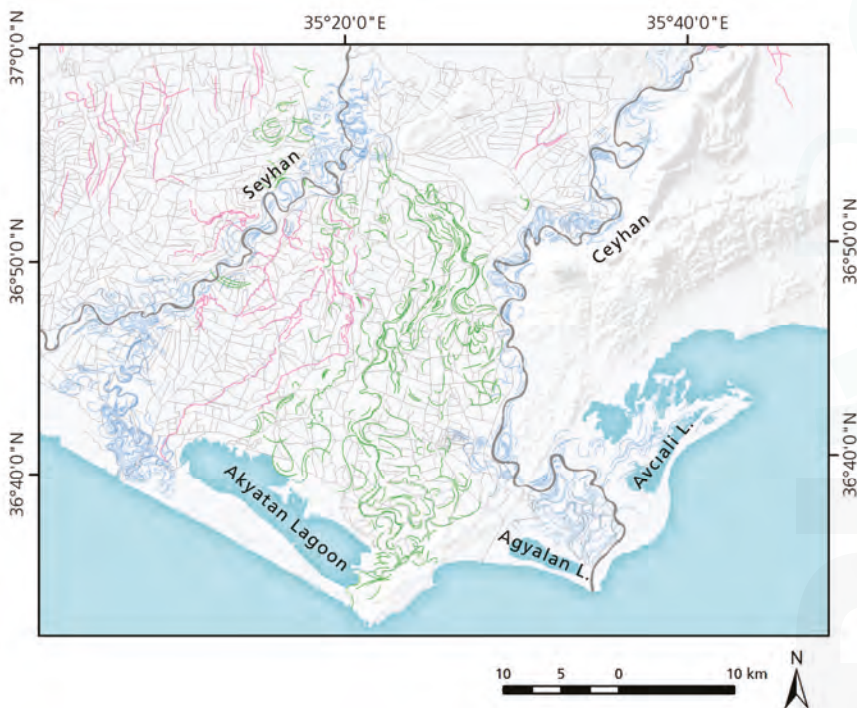 35°20'0"E
35°40'0"E
37°0'0"N
36°50'0"N
36°40'0"N
36°50'0"N
36°40'0"N
Seyhan
Ceyhan
Akyatan Lagoon
Agyalan L.
Avciali L.
10 5 0 10 km
N